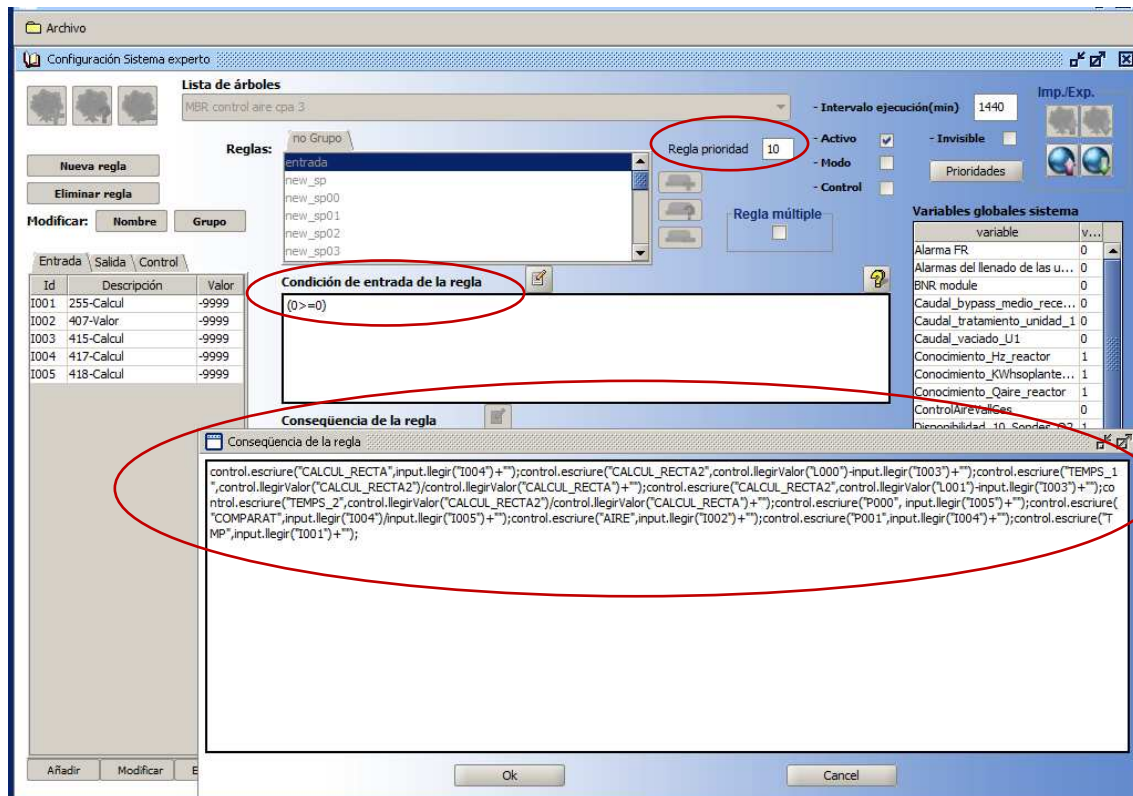 Archivo
Configuración Sistema experto
Lista de árboles
MBR control aire cpa 3
- Intervalo ejecución(min) 1440
Imp./Exp.
Reglas:
no Grupo
entrada
new_sp
new_sp00
new_sp01
new_sp02
new_sp03
Regla prioridad 10
- Activo
- Modo
- Control
- Invisible
Prioridades
Nueva regla
Eliminar regla
Modificar: Nombre Grupo
Regla múltiple
Entrada Salida Control
Id Descripción Valor
I001 255-Calcul -9999
I002 407-Valor -9999
I003 415-Calcul -9999
I004 417-Calcul -9999
I005 418-Calcul -9999
Condición de entrada de la regla
(0>=0)
Variables globales sistema
variable v...
Alarma FR 0
Alarmas del llenado de las u... 0
BNR module 0
Caudal_bypass_medio_rece... 0
Caudal_tratamiento_unidad_1 0
Caudal_vaciado_U1 0
Conocimiento_Hz_reactor 1
Conocimiento_KWhsoplante... 1
Conocimiento_Qaire_reactor 1
ControlAireValGes 0
Disponibilidad_10_Sondes_O2 1
Conseqüencia de la regla
Conseqüencia de la regla
control.escriure("CALCUL_RECTA",input.llegir("I004")+"");control.escriure("CALCUL_RECTA2",control.llegirValor("L000")-input.llegir("I003")+"");control.escriure("TEMPS_1
",control.llegirValor("CALCUL_RECTA2")/control.llegirValor("CALCUL_RECTA")+"");control.escriure("CALCUL_RECTA2",control.llegirValor("L001")-input.llegir("I003")+"");co
ntrol.escriure("TEMPS_2",control.llegirValor("CALCUL_RECTA2")/control.llegirValor("CALCUL_RECTA")+"");control.escriure("P000", input.llegir("I005")+"");control.escriure(
"COMPARAT",input.llegir("I004")/input.llegir("I005")+"");control.escriure("AIRE",input.llegir("I002")+"");control.escriure("P001",input.llegir("I004")+"");control.escriure("T
MP",input.llegir("I001")+"");
Añadir Modificar E
Ok Cancel